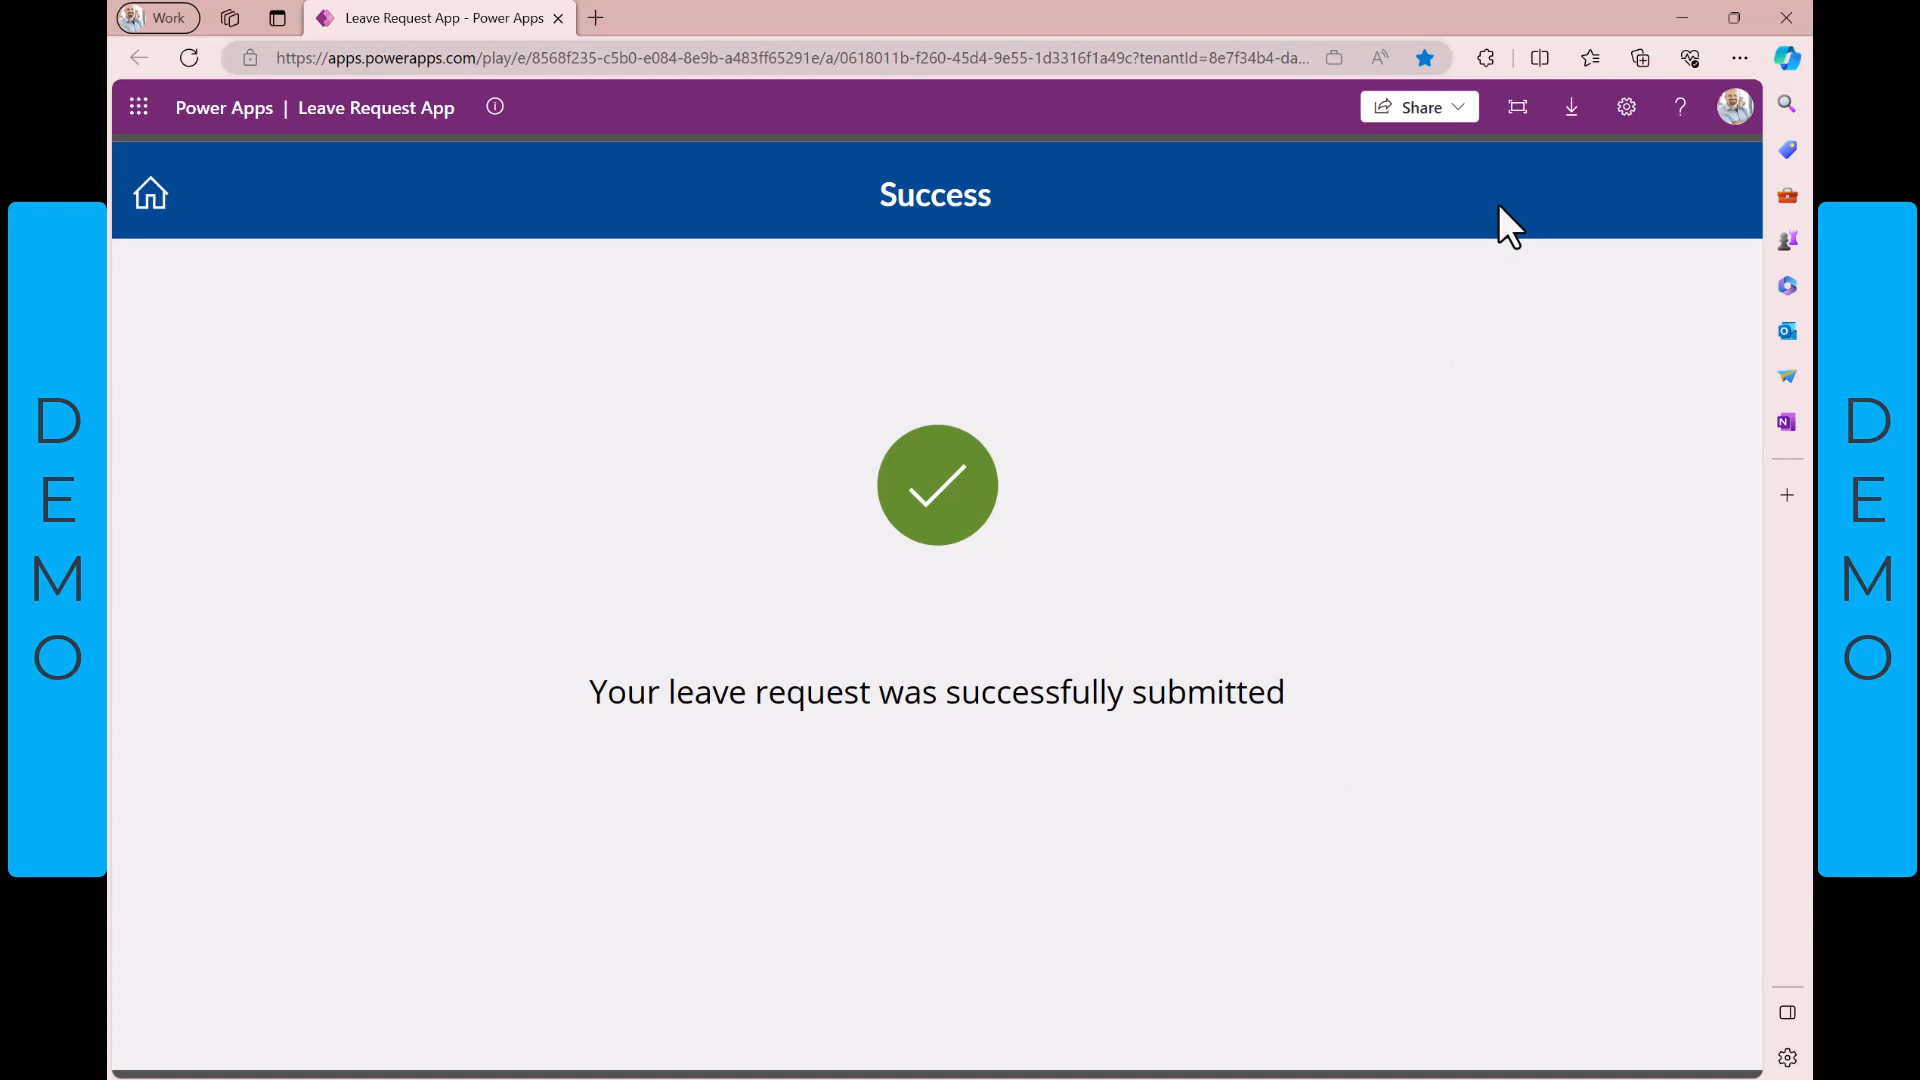 Work
Leave Request App - Power Apps
https://apps.powerapps.com/play/e/8568f235-c5b0-e084-8e9b-a483ff65291e/a/0618011b-f260-45d4-9e55-1d3316f1a49c?tenantId=8e7f34b4-da...
Power Apps | Leave Request App
Share
Success
Your leave request was successfully submitted
D
E
M
O
D
E
M
O